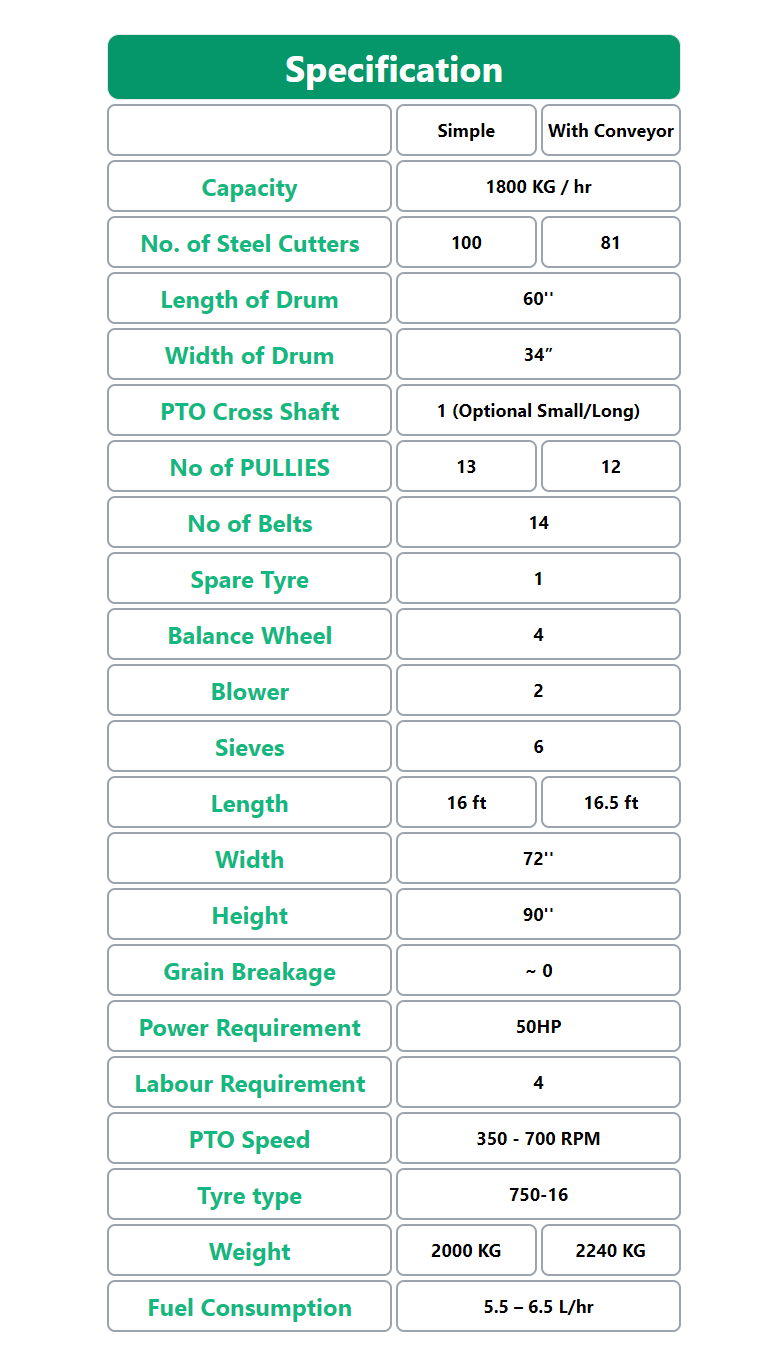 Specification
Simple With Conveyor
Capacity 1800 KG / hr
No. of Steel Cutters 100 81
Length of Drum 60''
Width of Drum 34”
PTO Cross Shaft 1 (Optional Small/Long)
No of PULLIES 13 12
No of Belts 14
Spare Tyre 1
Balance Wheel 4
Blower 2
Sieves 6
Length 16 ft 16.5 ft
Width 72''
Height 90''
Grain Breakage ~ 0
Power Requirement 50HP
Labour Requirement 4
PTO Speed 350 - 700 RPM
Tyre type 750-16
Weight 2000 KG 2240 KG
Fuel Consumption 5.5 – 6.5 L/hr